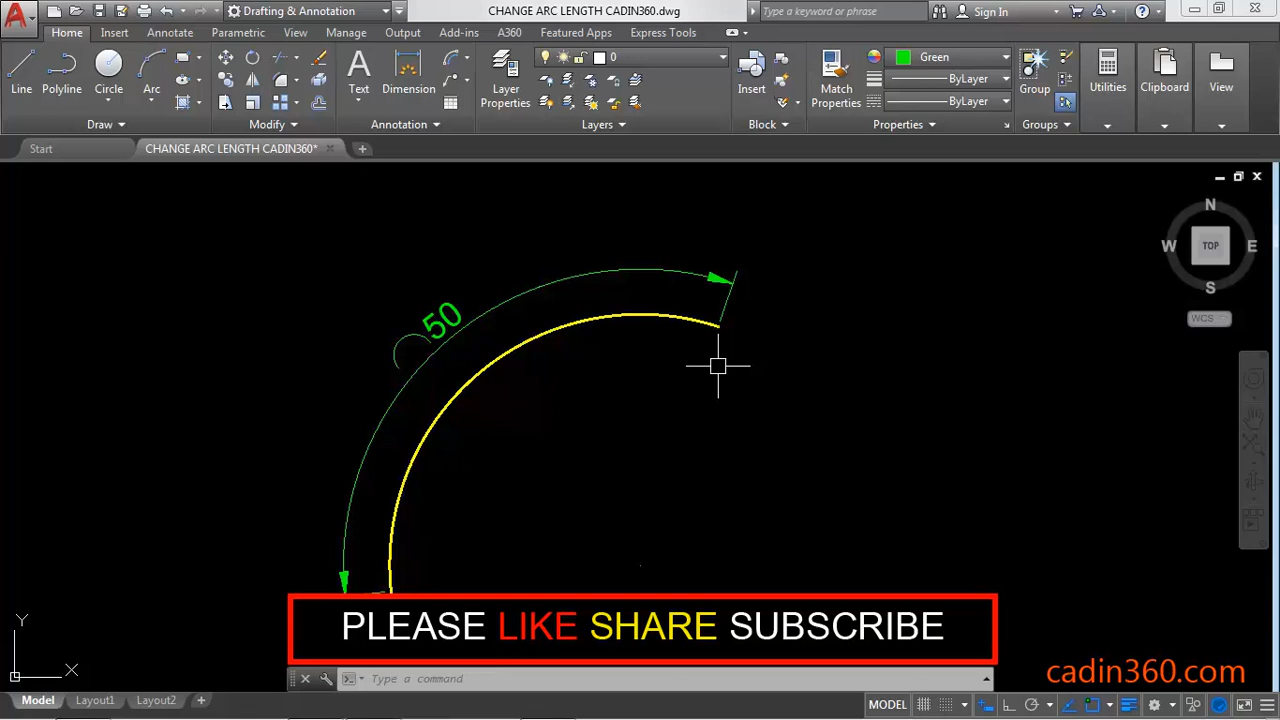 A Drafting & Annotation CHANGE ARC LENGTH CADIN360.dwg Type a keyword or phrase Sign In ?
Home Insert Annotate Parametric View Manage Output Add-ins A360 Featured Apps Express Tools
Line Polyline Circle Arc
Text Dimension
Layer Properties
0
Insert
Match Properties
Green
ByLayer
ByLayer
Group Utilities Clipboard View
Draw Modify Annotation Layers Block Properties Groups
Start CHANGE ARC LENGTH CADIN360* +
N
W TOP E
S
WCS
50
PLEASE LIKE SHARE SUBSCRIBE
cadin360.com
Y
X
Type a command
Model Layout1 Layout2 + MODEL